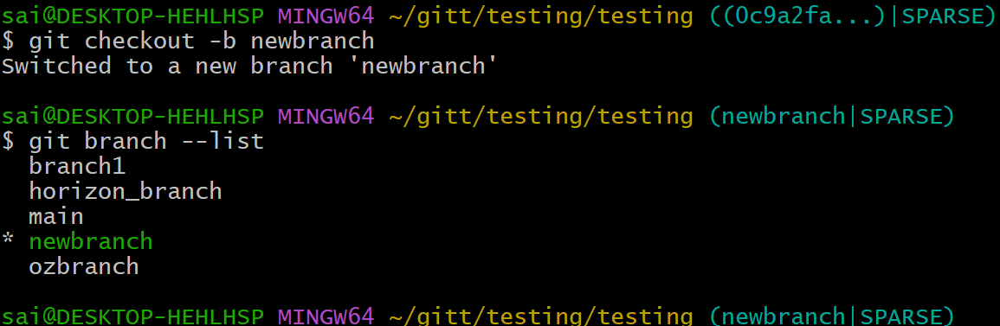 sai@DESKTOP-HEHLHSP MINGW64 ~/gitt/testing/testing ((0c9a2fa...)|SPARSE)
$ git checkout -b newbranch
Switched to a new branch 'newbranch'
sai@DESKTOP-HEHLHSP MINGW64 ~/gitt/testing/testing (newbranch|SPARSE)
$ git branch --list
branch1
horizon_branch
main
* newbranch
ozbranch
sai@DESKTOP-HEHLHSP MINGW64 ~/gitt/testing/testing (newbranch|SPARSE)